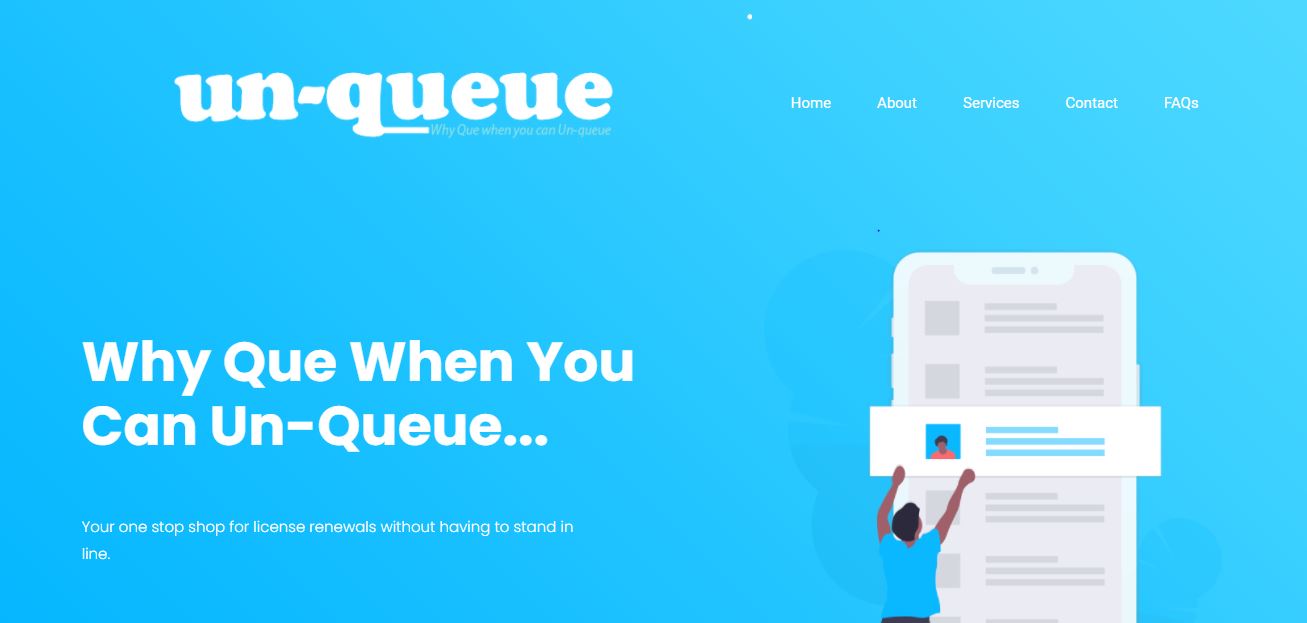 un-queue
Why Que when you can Un-queue
Home About Services Contact FAQs
Why Que When You
Can Un-Queue...
Your one stop shop for license renewals without having to stand in
line.